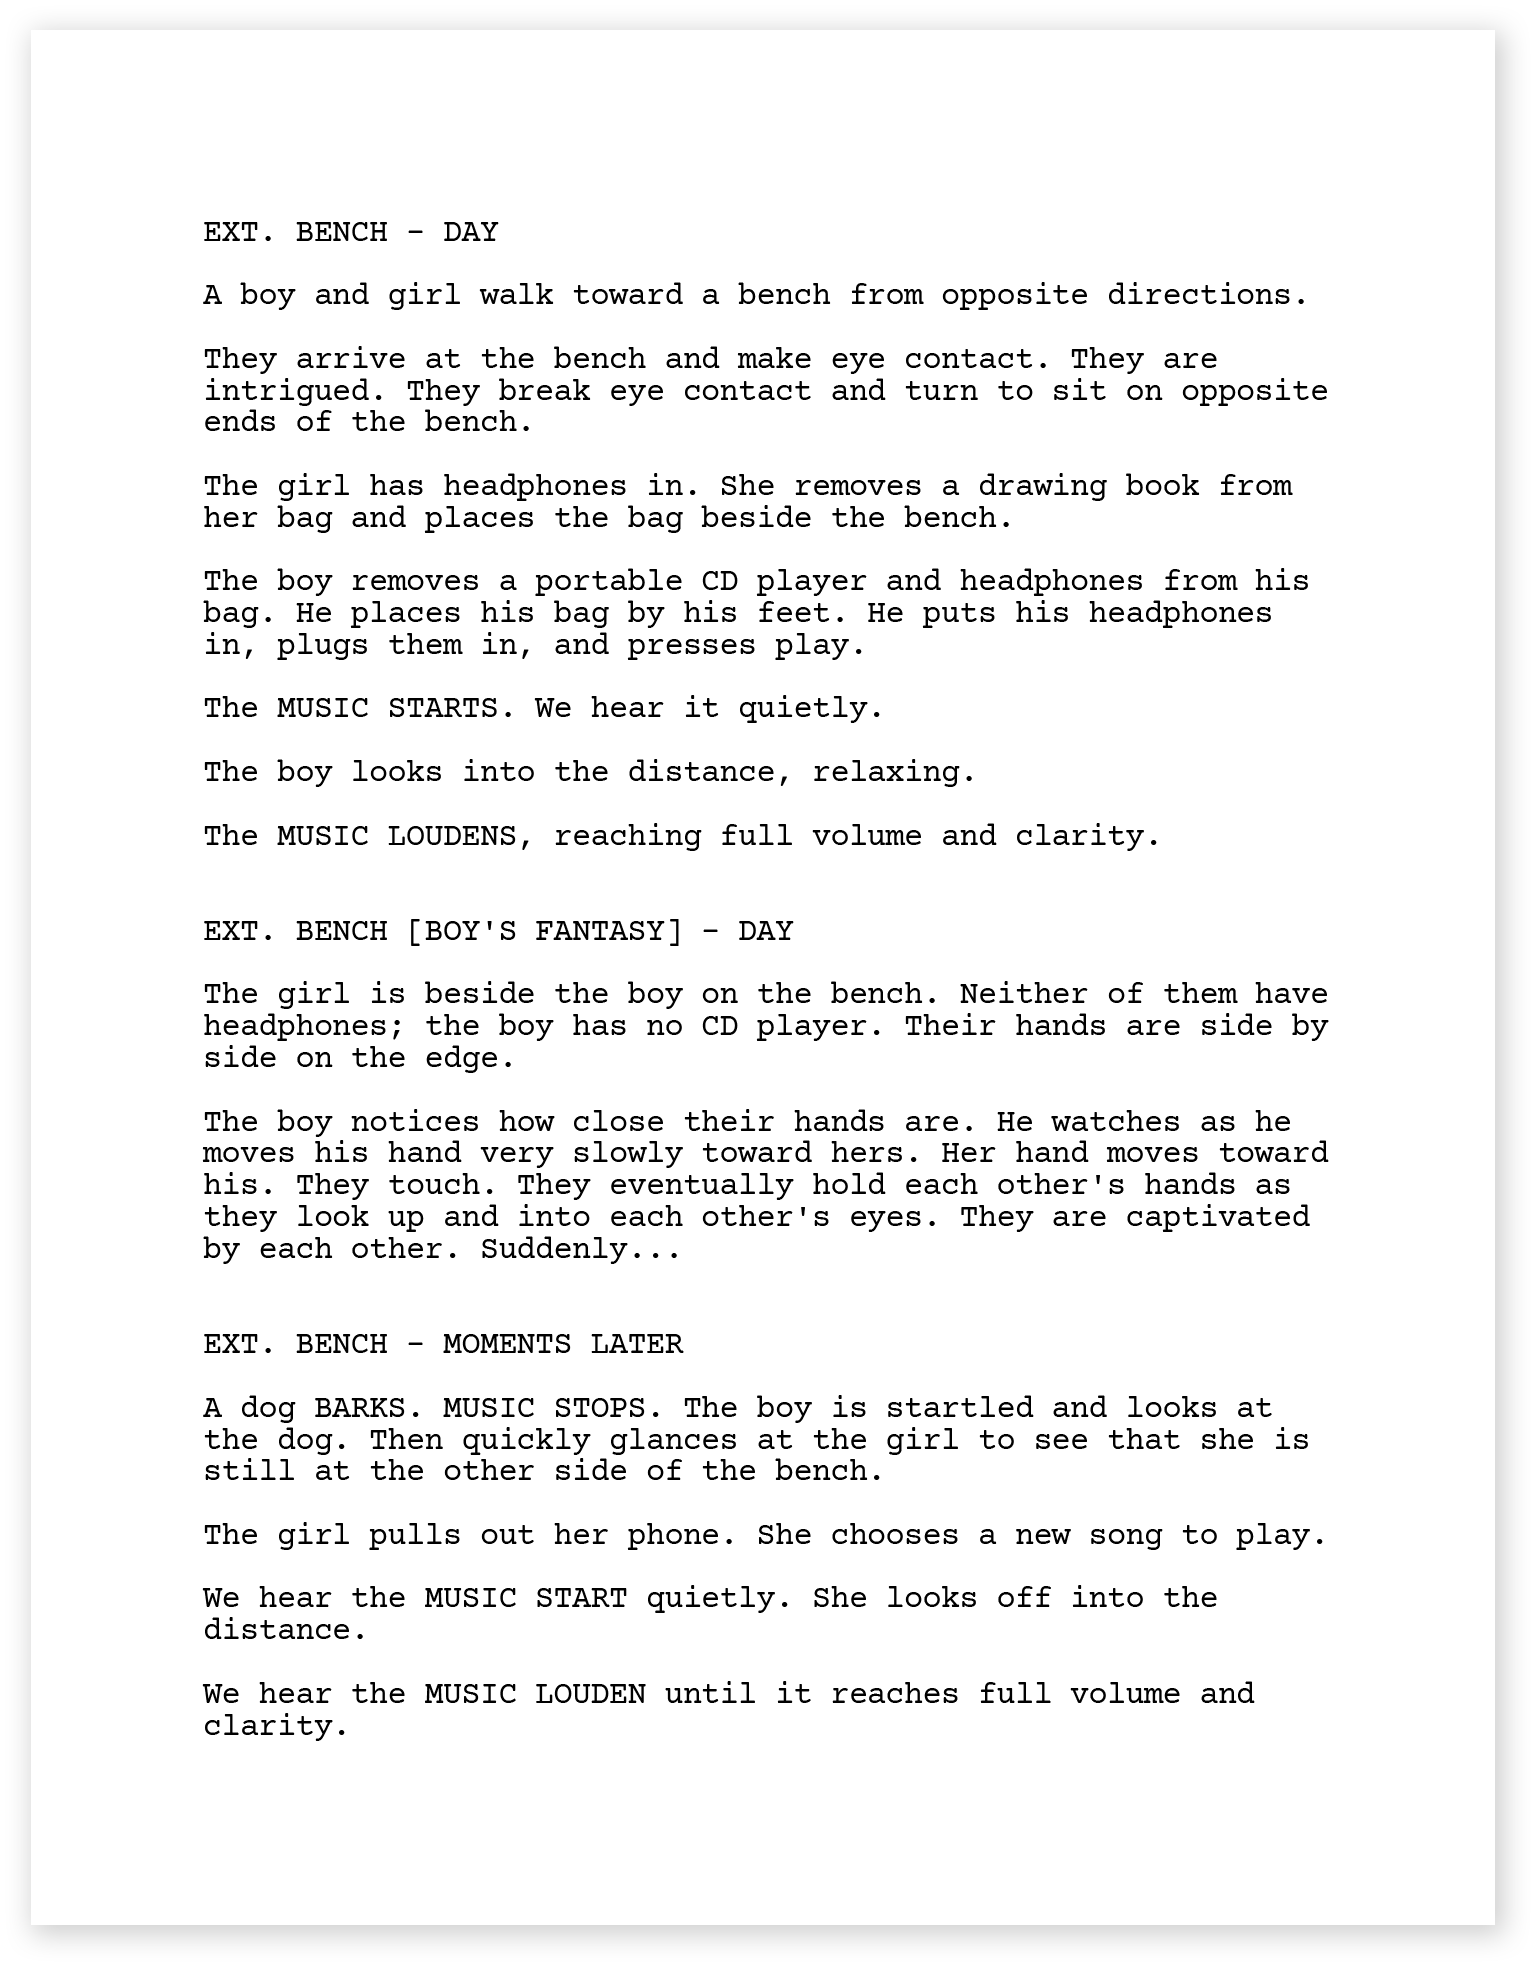 EXT. BENCH - DAY
A boy and girl walk toward a bench from opposite directions.
They arrive at the bench and make eye contact. They are
intrigued. They break eye contact and turn to sit on opposite
ends of the bench.
The girl has headphones in. She removes a drawing book from
her bag and places the bag beside the bench.
The boy removes a portable CD player and headphones from his
bag. He places his bag by his feet. He puts his headphones
in, plugs them in, and presses play.
The MUSIC STARTS. We hear it quietly.
The boy looks into the distance, relaxing.
The MUSIC LOUDENS, reaching full volume and clarity.
EXT. BENCH [BOY'S FANTASY] - DAY
The girl is beside the boy on the bench. Neither of them have
headphones; the boy has no CD player. Their hands are side by
side on the edge.
The boy notices how close their hands are. He watches as he
moves his hand very slowly toward hers. Her hand moves toward
his. They touch. They eventually hold each other's hands as
they look up and into each other's eyes. They are captivated
by each other. Suddenly...
EXT. BENCH - MOMENTS LATER
A dog BARKS. MUSIC STOPS. The boy is startled and looks at
the dog. Then quickly glances at the girl to see that she is
still at the other side of the bench.
The girl pulls out her phone. She chooses a new song to play.
We hear the MUSIC START quietly. She looks off into the
distance.
We hear the MUSIC LOUDEN until it reaches full volume and
clarity.